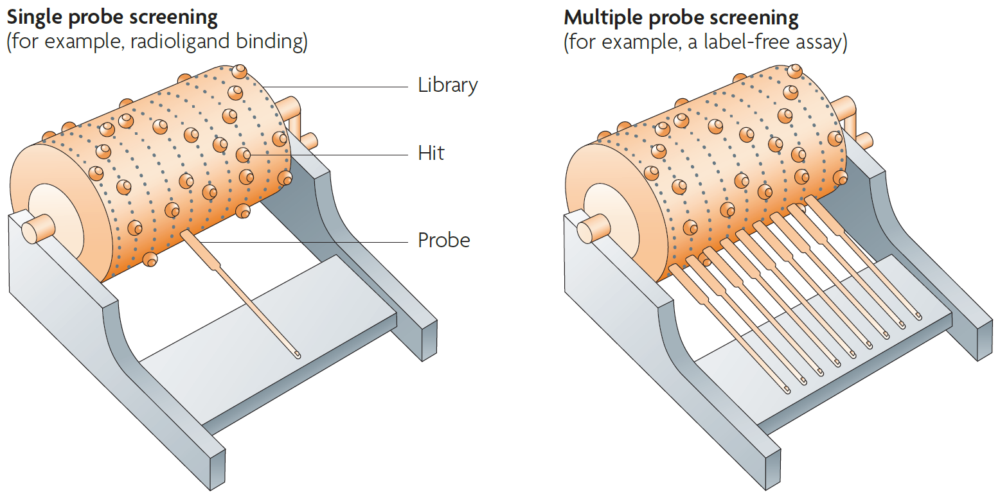 Single probe screening
(for example, radioligand binding)
Library
Hit
Probe
Multiple probe screening
(for example, a label-free assay)